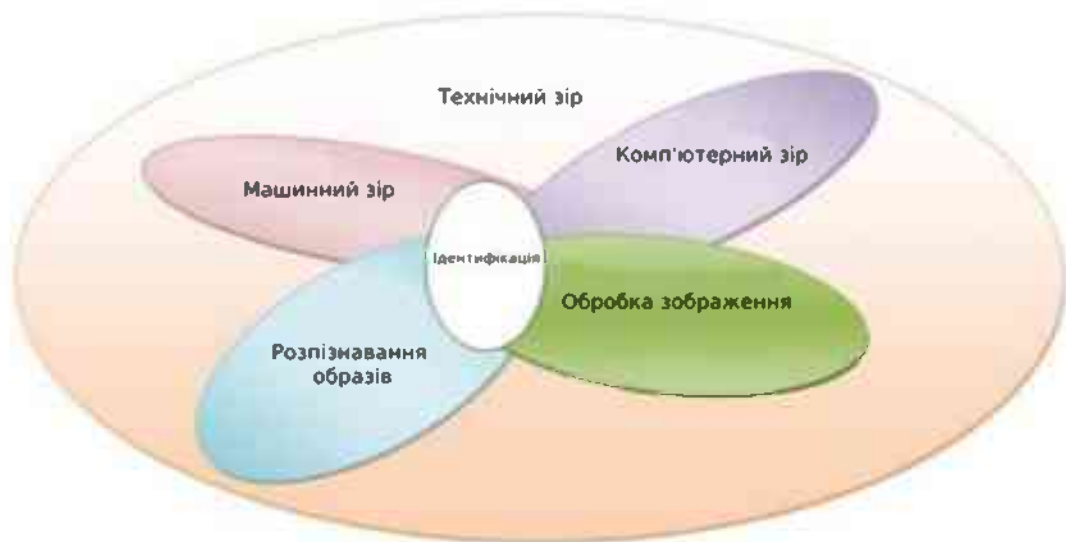 Технічний зір
Комп'ютерний зір
Машинний зір
Ідентифікація
Обробка зображення
Розпізнавання
образів